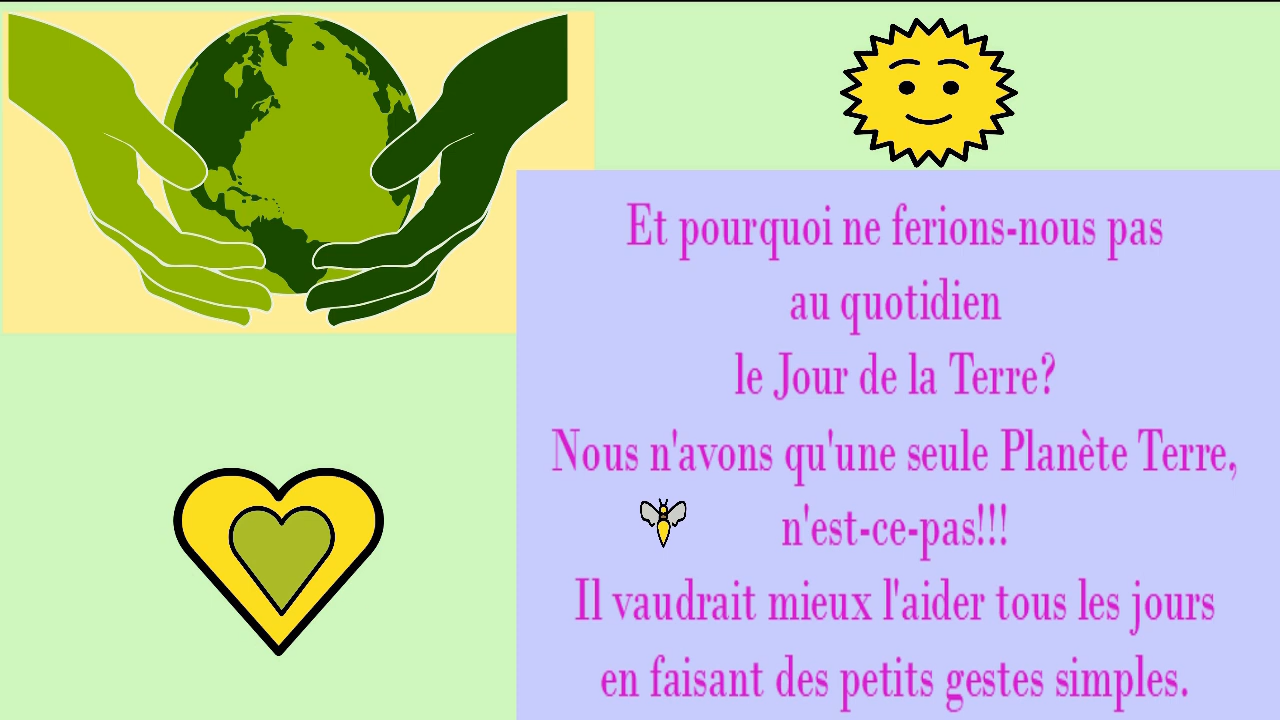 Et pourquoi ne ferions-nous pas
au quotidien
le Jour de la Terre?
Nous n'avons qu'une seule Planète Terre,
n'est-ce-pas!!!
Il vaudrait mieux l'aider tous les jours
en faisant des petits gestes simples.